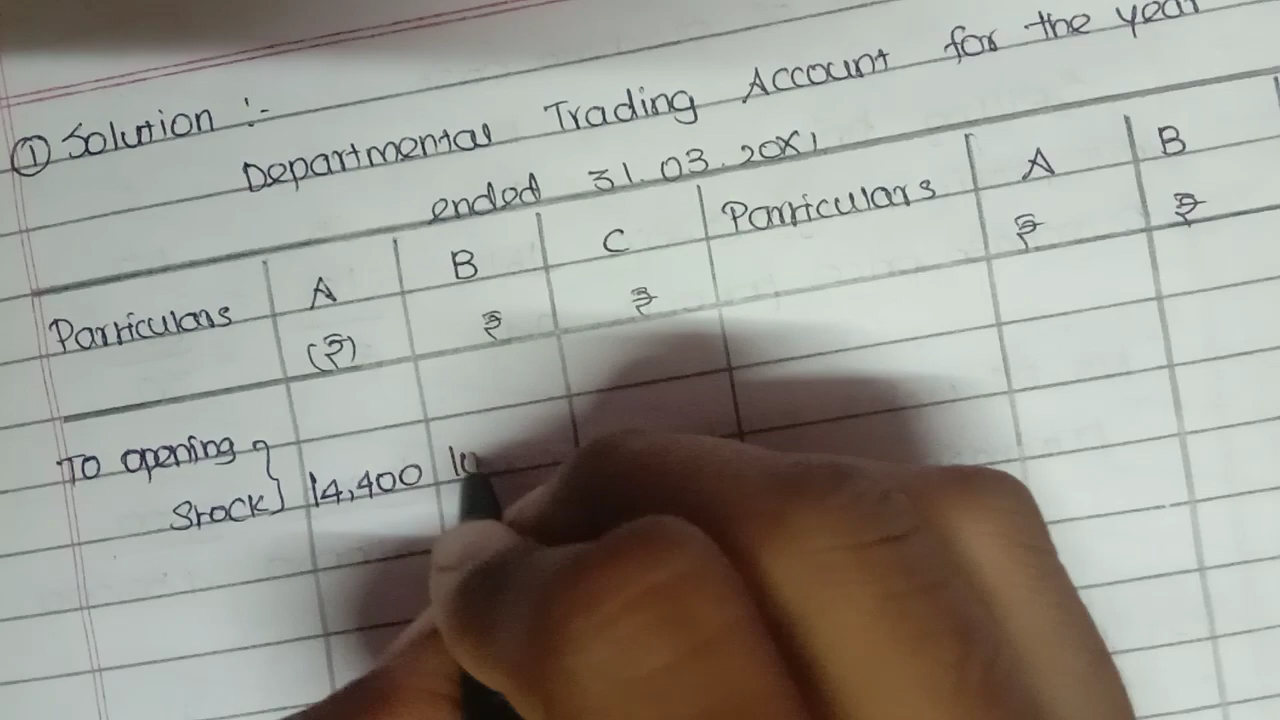 ① Solution :-
Departmental Trading Account for the year
ended 31.03.20X1
Particulars A B C Particulars A B
(₹) ₹ ₹ ₹ ₹
To opening
Stock} 14,400